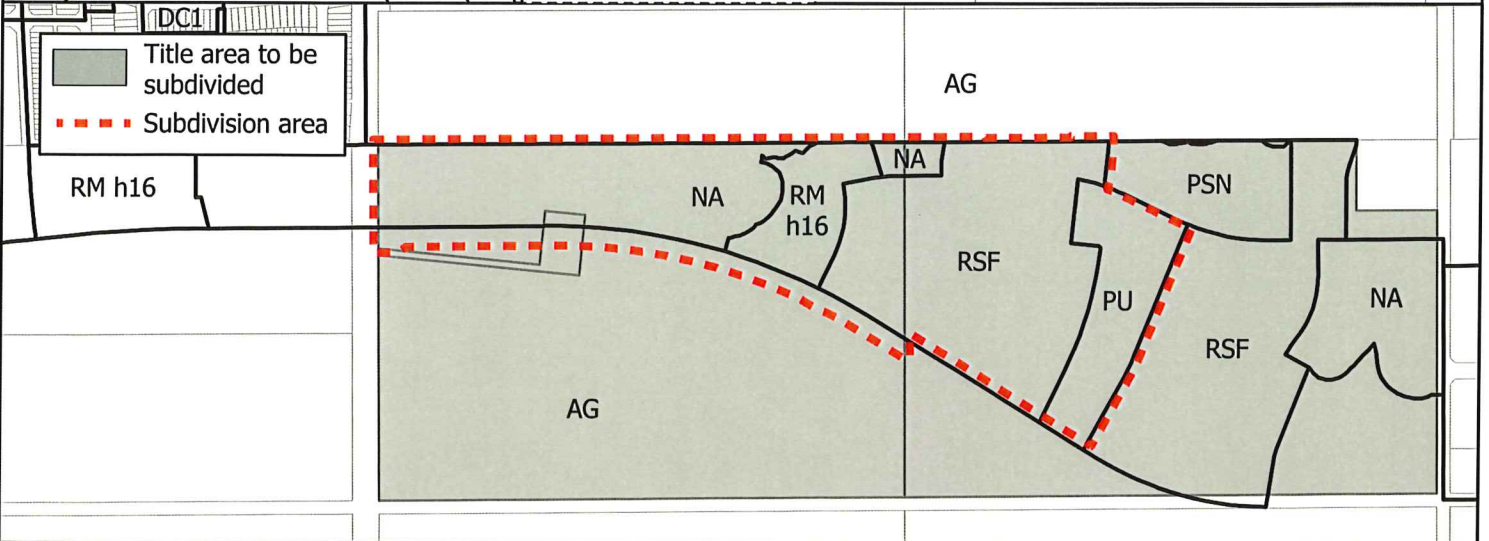 DC1
Title area to be
subdivided
Subdivision area
AG
RM h16
NA
RM
h16
NA
PSN
RSF
PU
NA
RSF
AG